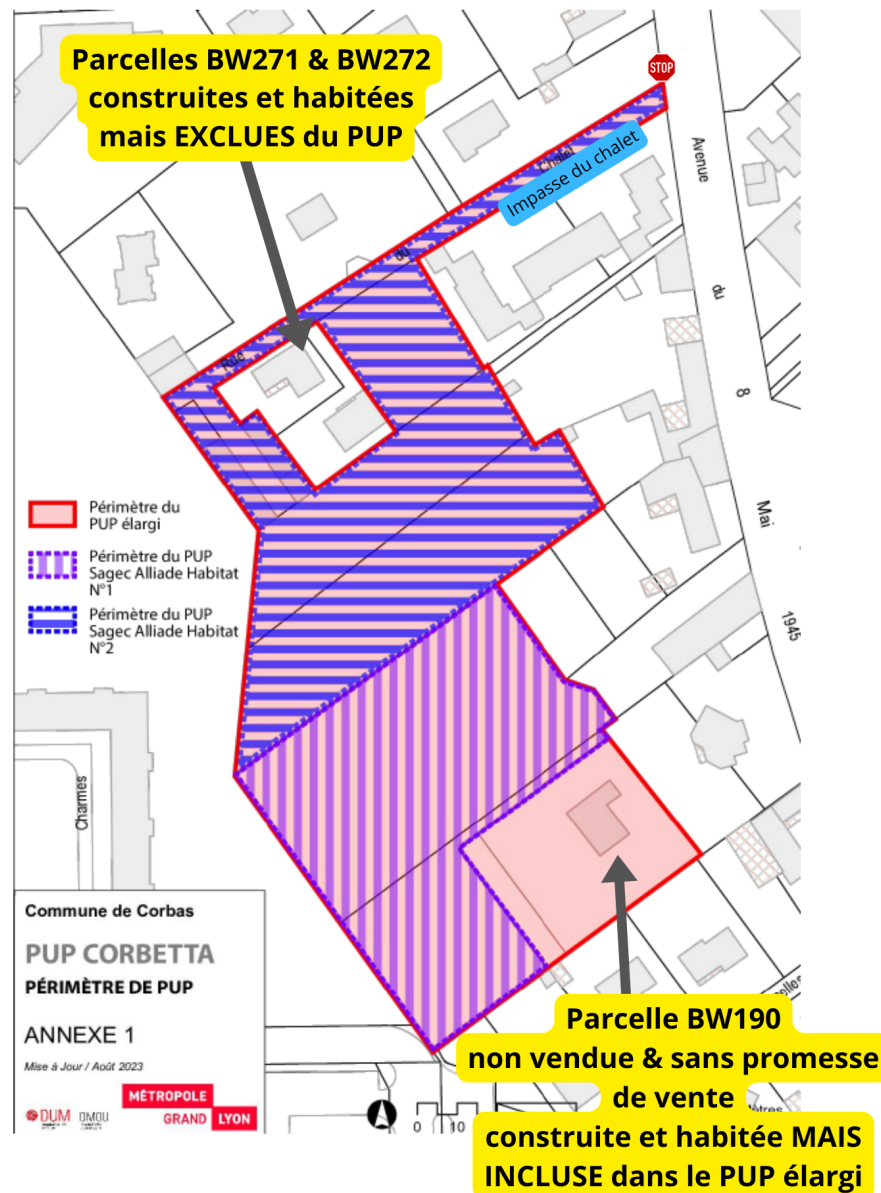 Parcelles BW271 & BW272
construites et habitées
mais EXCLUES du PUP
STOP
Chalet
Impasse du chalet
Avenue
du
du
Rue
8
Mai
1945
Périmètre du
PUP élargi
Périmètre du PUP
Sagec Alliade Habitat
N°1
Périmètre du PUP
Sagec Alliade Habitat
N°2
Charmes
Commune de Corbas
PUP CORBETTA
PÉRIMÈTRE DE PUP
ANNEXE 1
Mise à Jour / Août 2023
MÉTROPOLE
GRAND LYON
DUM
0 10
Parcelle BW190
non vendue & sans promesse
de vente
construite et habitée MAIS
INCLUSE dans le PUP élargi